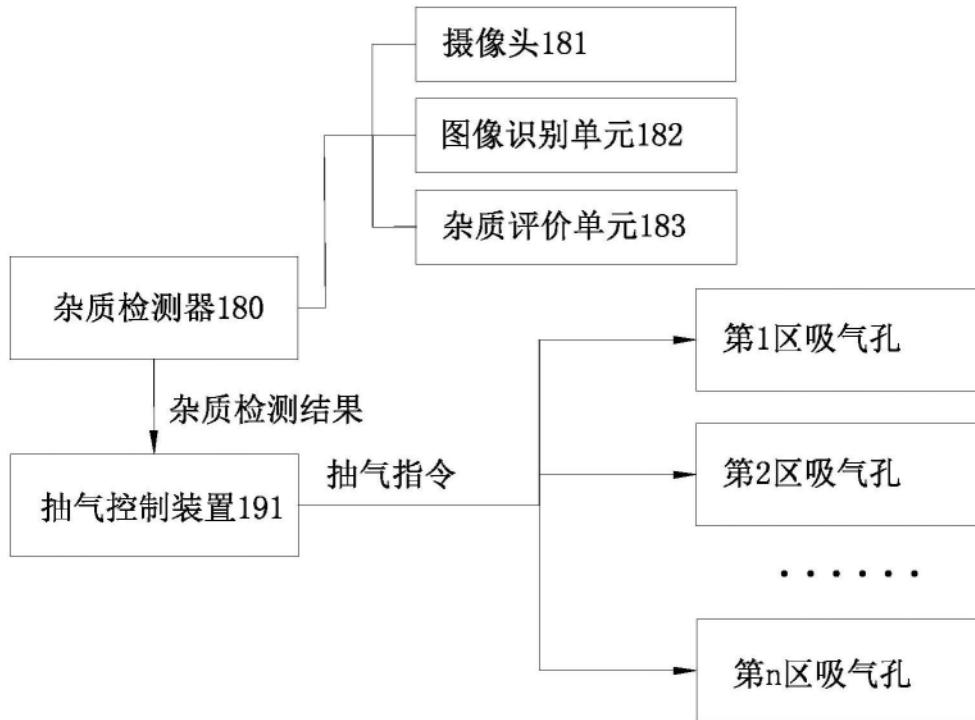 摄像头181
图像识别单元182
杂质评价单元183
杂质检测器180
杂质检测结果
抽气控制装置191
抽气指令
第1区吸气孔
第2区吸气孔
······
第n区吸气孔